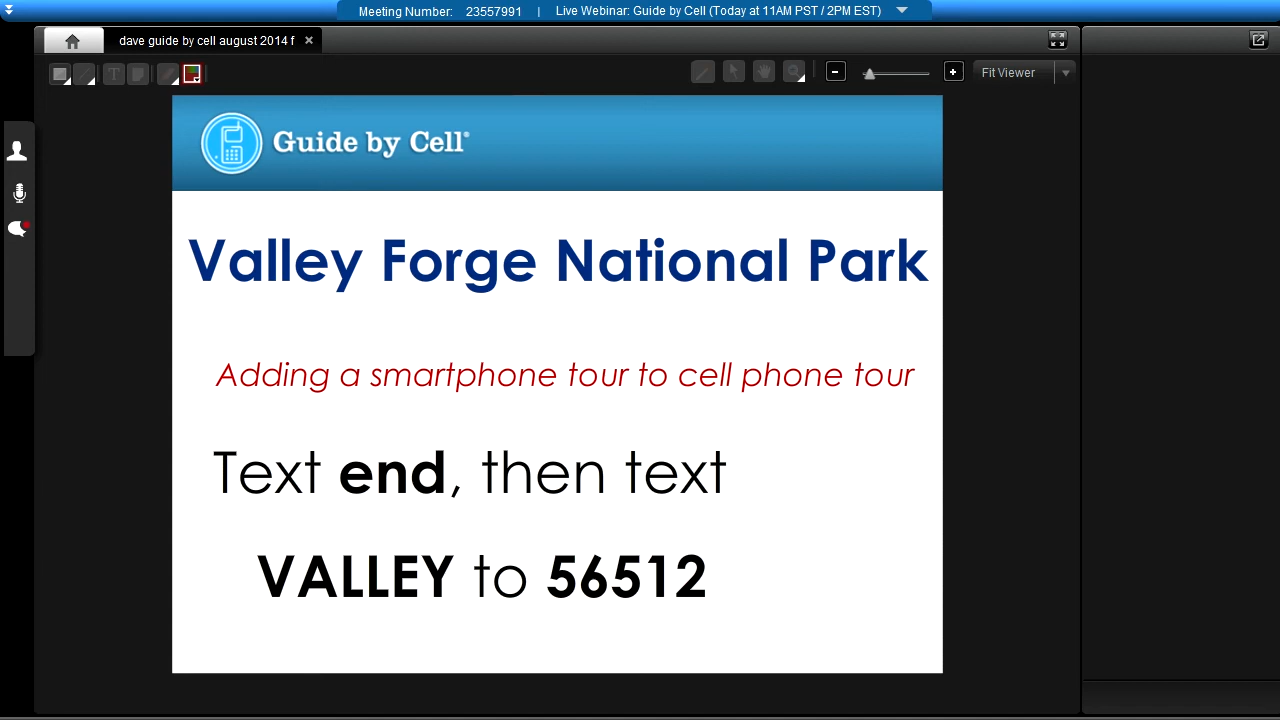 Meeting Number: 23557991 | Live Webinar: Guide by Cell (Today at 11AM PST / 2PM EST)
dave guide by cell august 2014 f
T
Fit Viewer
Guide by Cell®
Valley Forge National Park
Adding a smartphone tour to cell phone tour
Text end, then text
VALLEY to 56512